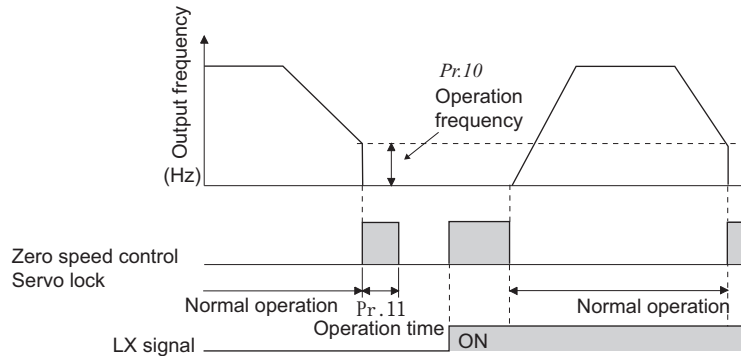 Output frequency
(Hz)
Pr.10
Operation
frequency
Zero speed control
Servo lock
Normal operation
Pr.11
Operation time
Normal operation
LX signal
ON